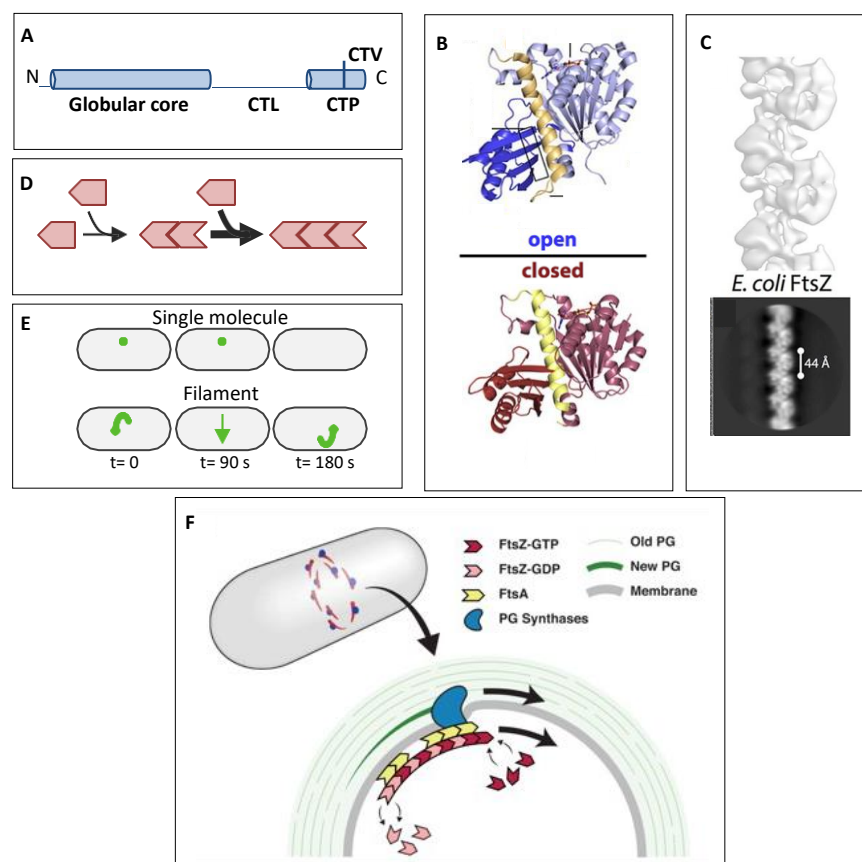 A
N
CTV
C
Globular core
CTL
CTP
B
open
closed
C
E. coli FtsZ
44 Å
D
E
Single molecule
Filament
t= 0
t= 90 s
t= 180 s
F
FtsZ-GTP
FtsZ-GDP
FtsA
PG Synthases
Old PG
New PG
Membrane